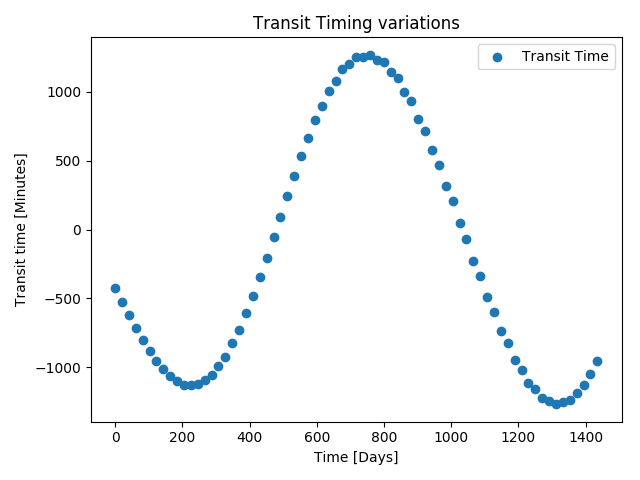 Transit Timing variations
Transit Time
Transit time [Minutes]
1000
500
0
−500
−1000
0 200 400 600 800 1000 1200 1400
Time [Days]